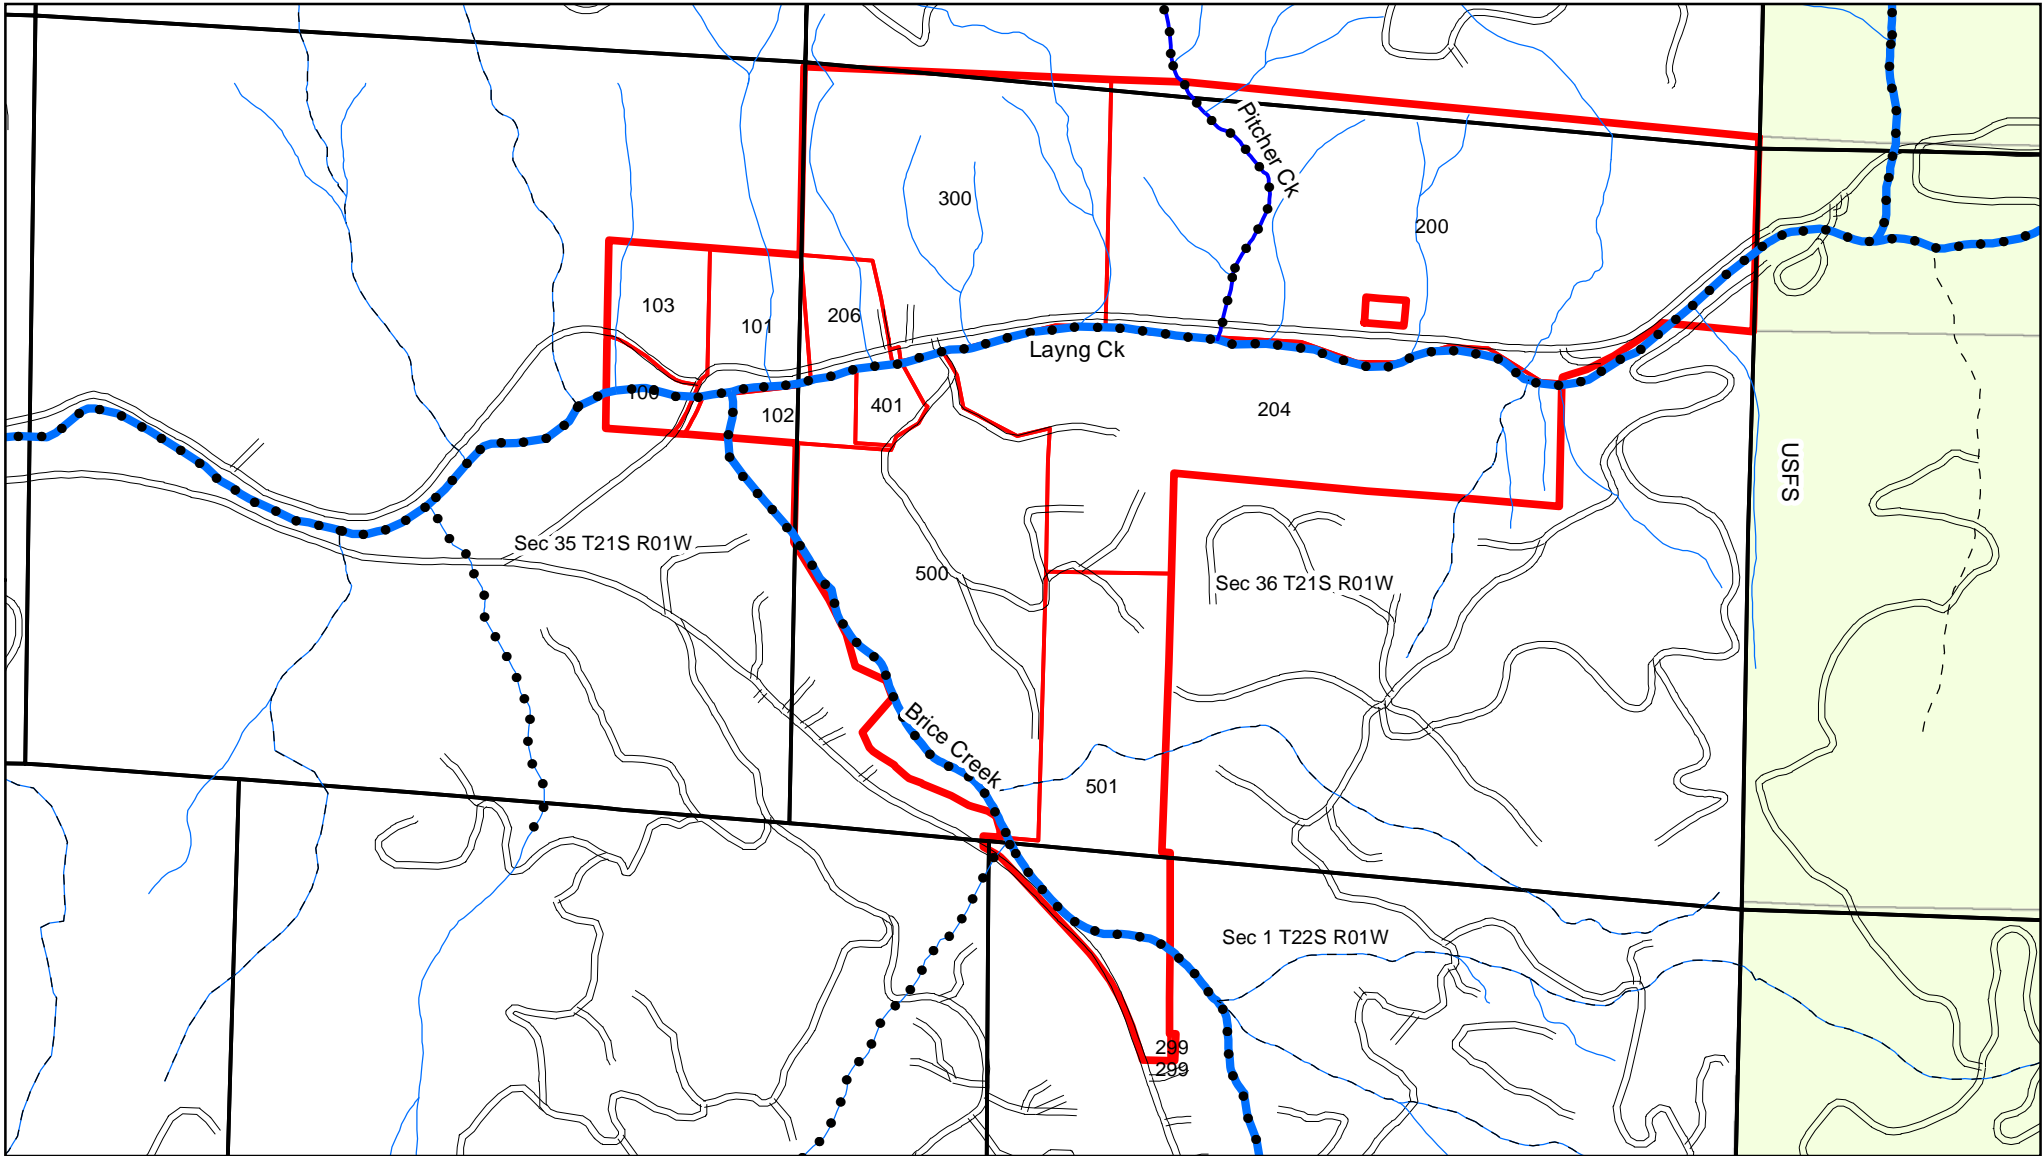 Pitcher Ck
300
200
103
101
206
Layng Ck
100
102
401
204
USFS
Sec 35 T21S R01W
500
Sec 36 T21S R01W
Brice Creek
501
Sec 1 T22S R01W
299
299